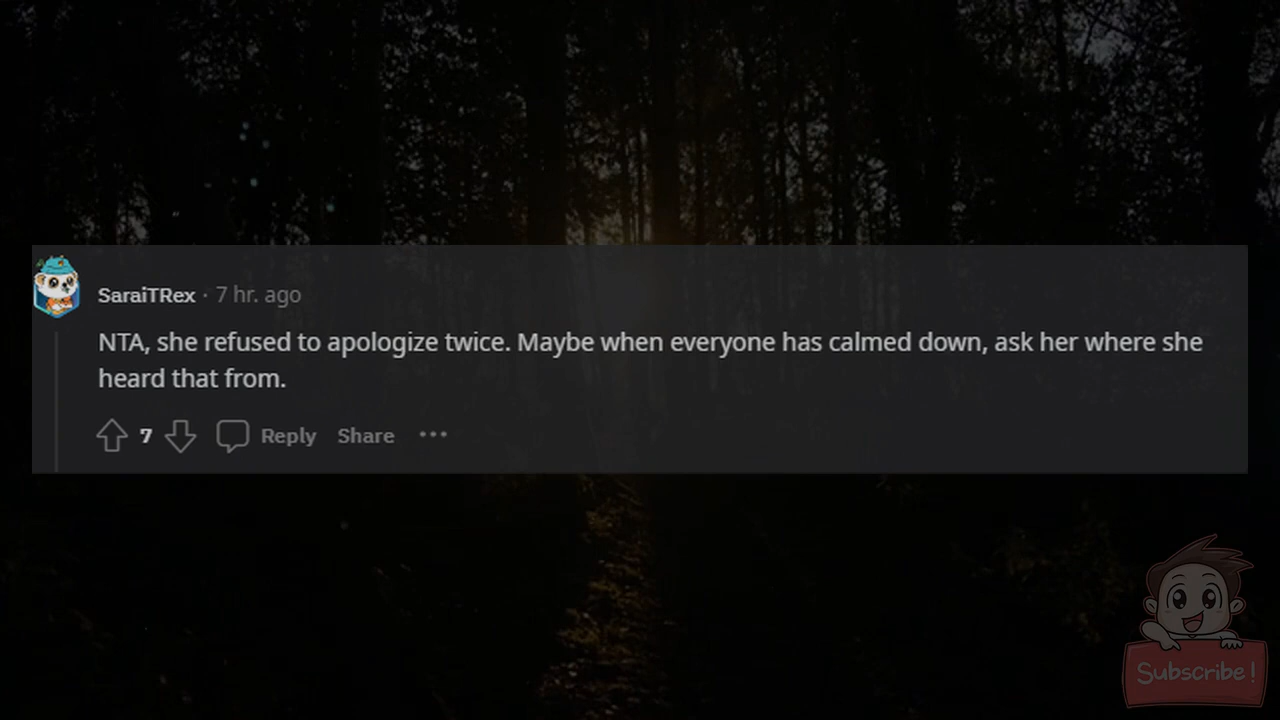 SaraiTRex · 7 hr. ago
NTA, she refused to apologize twice. Maybe when everyone has calmed down, ask her where she
heard that from.
7 Reply Share ···
Subscribe!